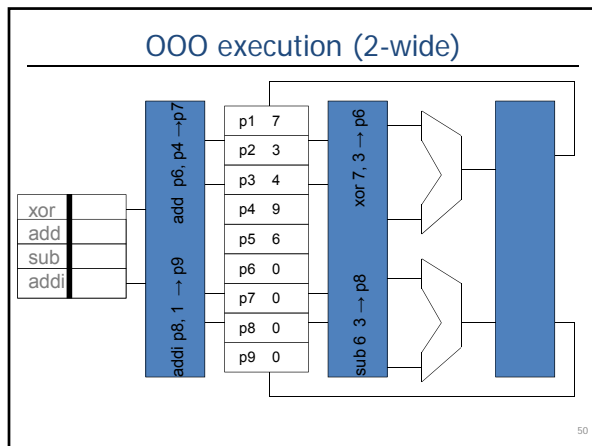 OOO execution (2-wide)
xor
add
sub
addi
add p6, p4 →p7
addi p8, 1 → p9
p1 7
p2 3
p3 4
p4 9
p5 6
p6 0
p7 0
p8 0
p9 0
xor 7, 3 → p6
sub 6 3 → p8
50